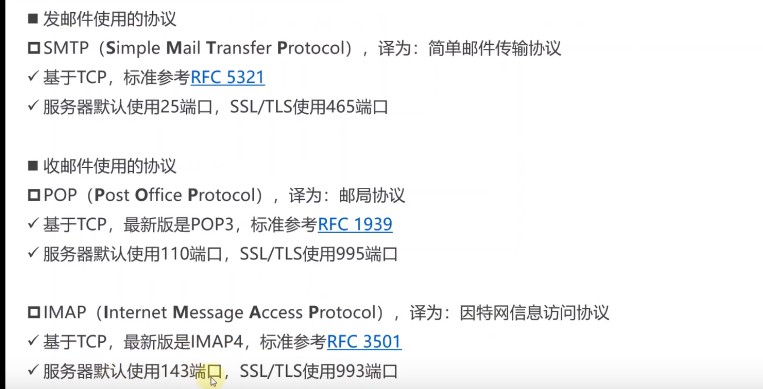 ■ 发邮件使用的协议
□ SMTP（Simple Mail Transfer Protocol），译为：简单邮件传输协议
✓ 基于TCP，标准参考RFC 5321
✓ 服务器默认使用25端口，SSL/TLS使用465端口
■ 收邮件使用的协议
□ POP（Post Office Protocol），译为：邮局协议
✓ 基于TCP，最新版是POP3，标准参考RFC 1939
✓ 服务器默认使用110端口，SSL/TLS使用995端口
□ IMAP（Internet Message Access Protocol），译为：因特网信息访问协议
✓ 基于TCP，最新版是IMAP4，标准参考RFC 3501
✓ 服务器默认使用143端口，SSL/TLS使用993端口